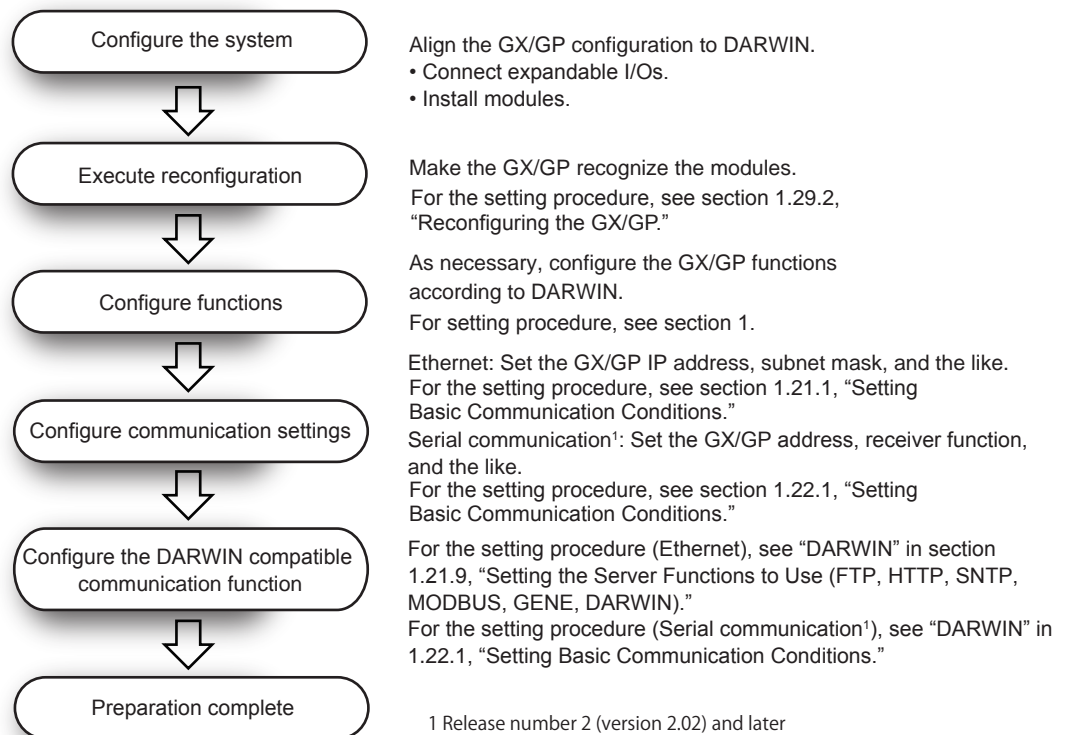 Configure the system
Align the GX/GP configuration to DARWIN.
• Connect expandable I/Os.
• Install modules.
Execute reconfiguration
Make the GX/GP recognize the modules.
For the setting procedure, see section 1.29.2,
“Reconfiguring the GX/GP.”
Configure functions
As necessary, configure the GX/GP functions
according to DARWIN.
For setting procedure, see section 1.
Configure communication settings
Ethernet: Set the GX/GP IP address, subnet mask, and the like.
For the setting procedure, see section 1.21.1, “Setting
Basic Communication Conditions.”
Serial communication¹: Set the GX/GP address, receiver function,
and the like.
For the setting procedure, see section 1.22.1, “Setting
Basic Communication Conditions.”
Configure the DARWIN compatible
communication function
For the setting procedure (Ethernet), see “DARWIN” in section
1.21.9, “Setting the Server Functions to Use (FTP, HTTP, SNTP,
MODBUS, GENE, DARWIN).”
For the setting procedure (Serial communication¹), see “DARWIN” in
1.22.1, “Setting Basic Communication Conditions.”
Preparation complete
1 Release number 2 (version 2.02) and later